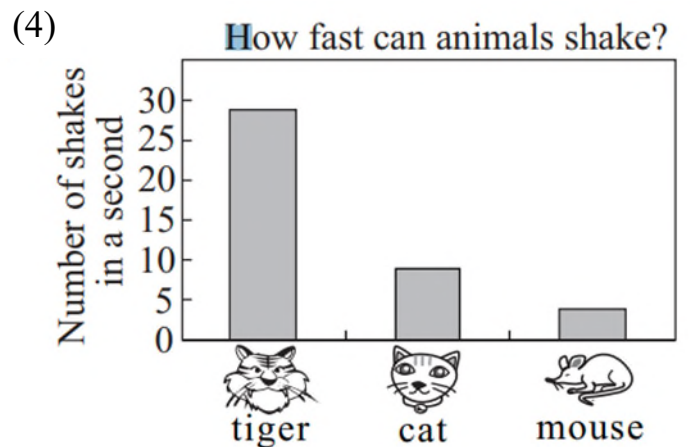 (4)
How fast can animals shake?
Number of shakes
in a second
30
25
20
15
10
5
0
tiger cat mouse